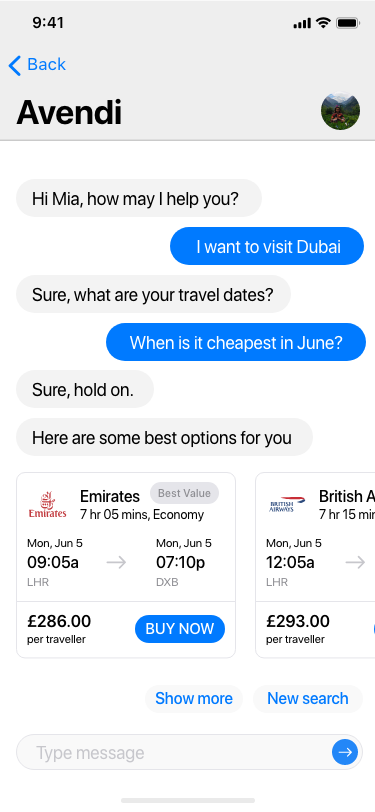 9:41
Back
Avendi
Hi Mia, how may I help you?
I want to visit Dubai
Sure, what are your travel dates?
When is it cheapest in June?
Sure, hold on.
Here are some best options for you
Emirates
Emirates
Best Value
7 hr 05 mins, Economy
Mon, Jun 5
09:05a
LHR
Mon, Jun 5
07:10p
DXB
£286.00
per traveller
BUY NOW
BRITISH AIRWAYS
British A
7 hr 15 min
Mon, Jun 5
12:05a
LHR
£293.00
per traveller
Show more
New search
Type message